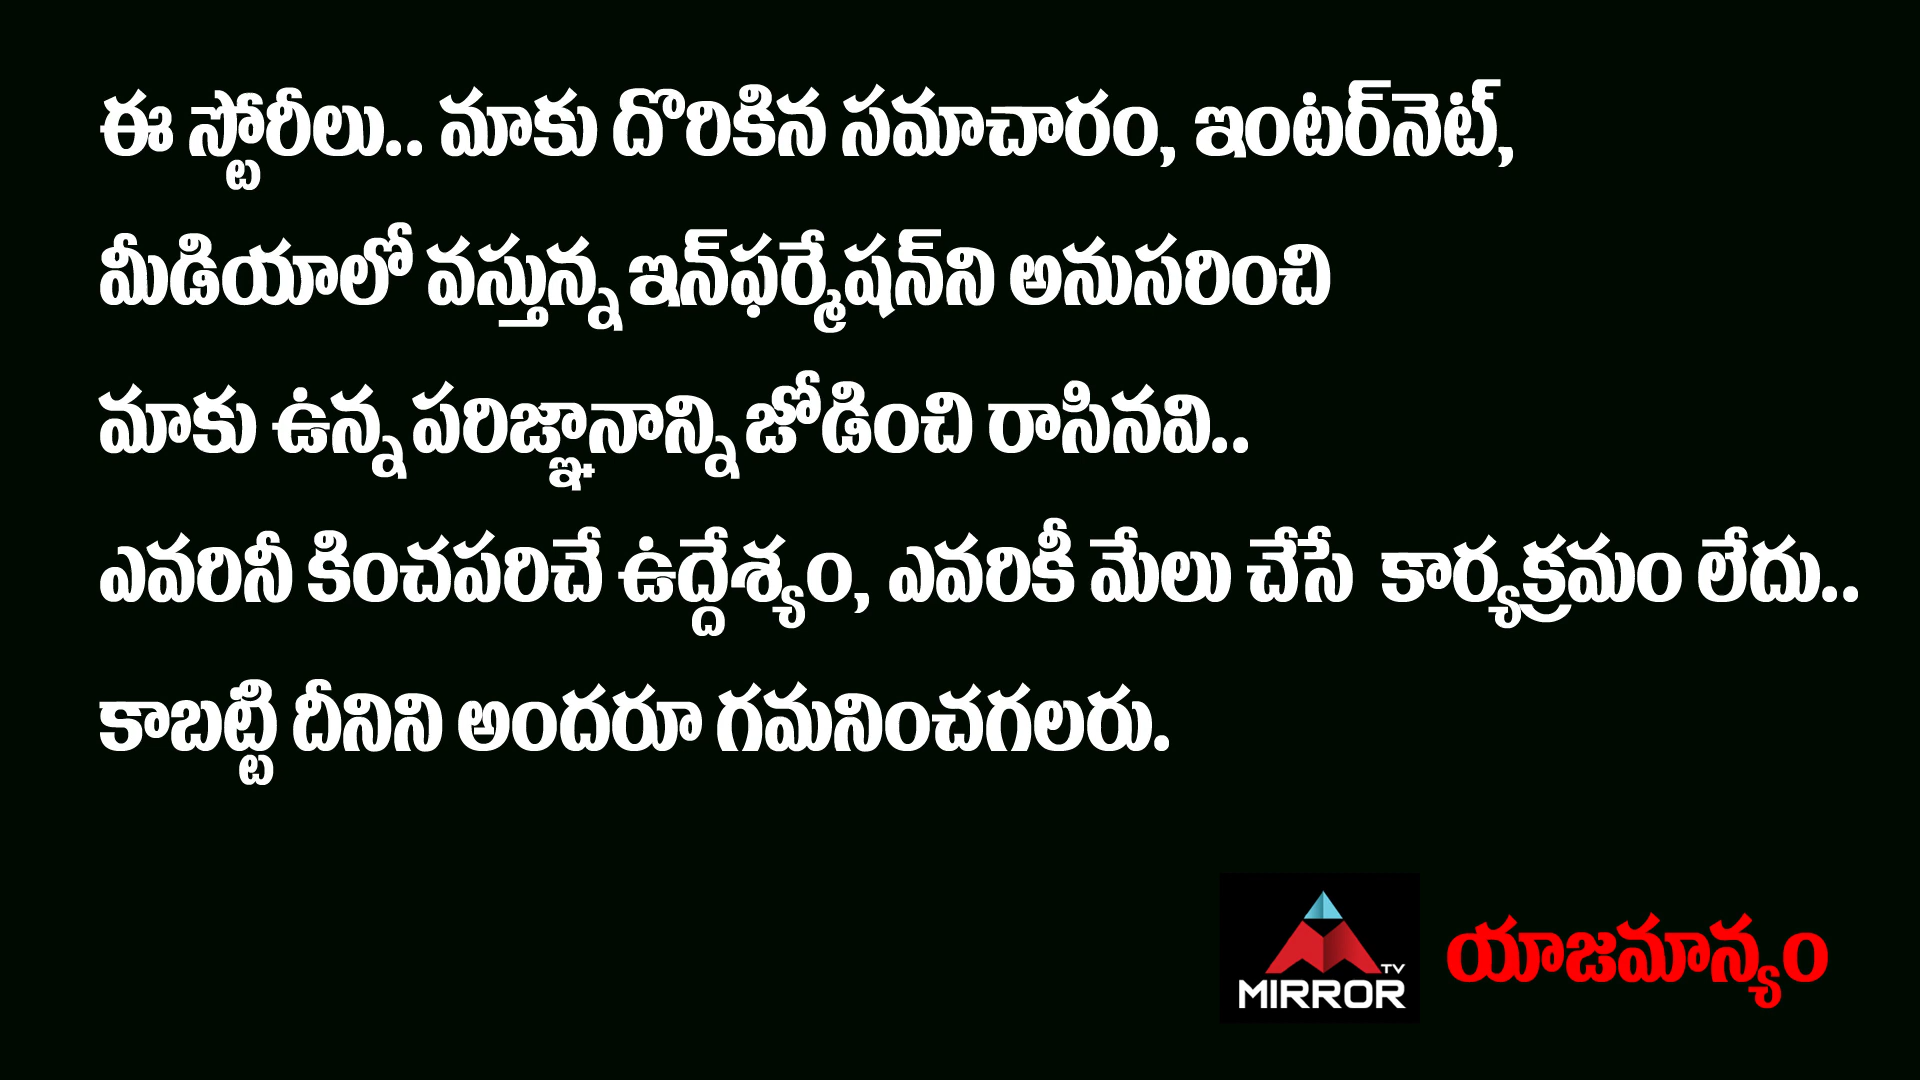 ఈ స్టోరీలు.. మాకు దొరికిన సమాచారం, ఇంటర్‌నెట్,
మీడియాలో వస్తున్న ఇన్‌ఫర్మేషన్‌ని అనుసరించి
మాకు ఉన్న పరిజ్ఞానాన్ని జోడించి రాసినవి..
ఎవరినీ కించపరిచే ఉద్దేశ్యం, ఎవరికీ మేలు చేసే కార్యక్రమం లేదు..
కాబట్టి దీనిని అందరూ గమనించగలరు.
MIRROR TV యాజమాన్యం